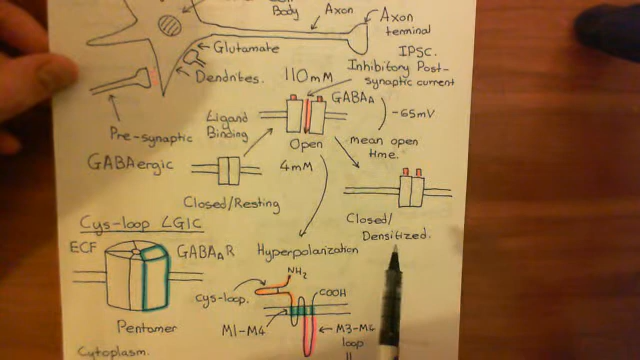 Body
Axon
Axon
terminal
Glutamate
Dendrites.
IPSC.
Inhibitory Post-
synaptic current
110mM
GABAA
-65mV
Ligand
Binding
Pre-synaptic
GABAergic
Open
4mM
mean open
time.
Closed/Resting
Closed/
Densitized.
Cys-loop LGIC
ECF
GABAAR
Hyperpolarization
NH2
COOH
cys-loop.
M1-M4
M3-M4
loop
Pentamer
Cytoplasm.